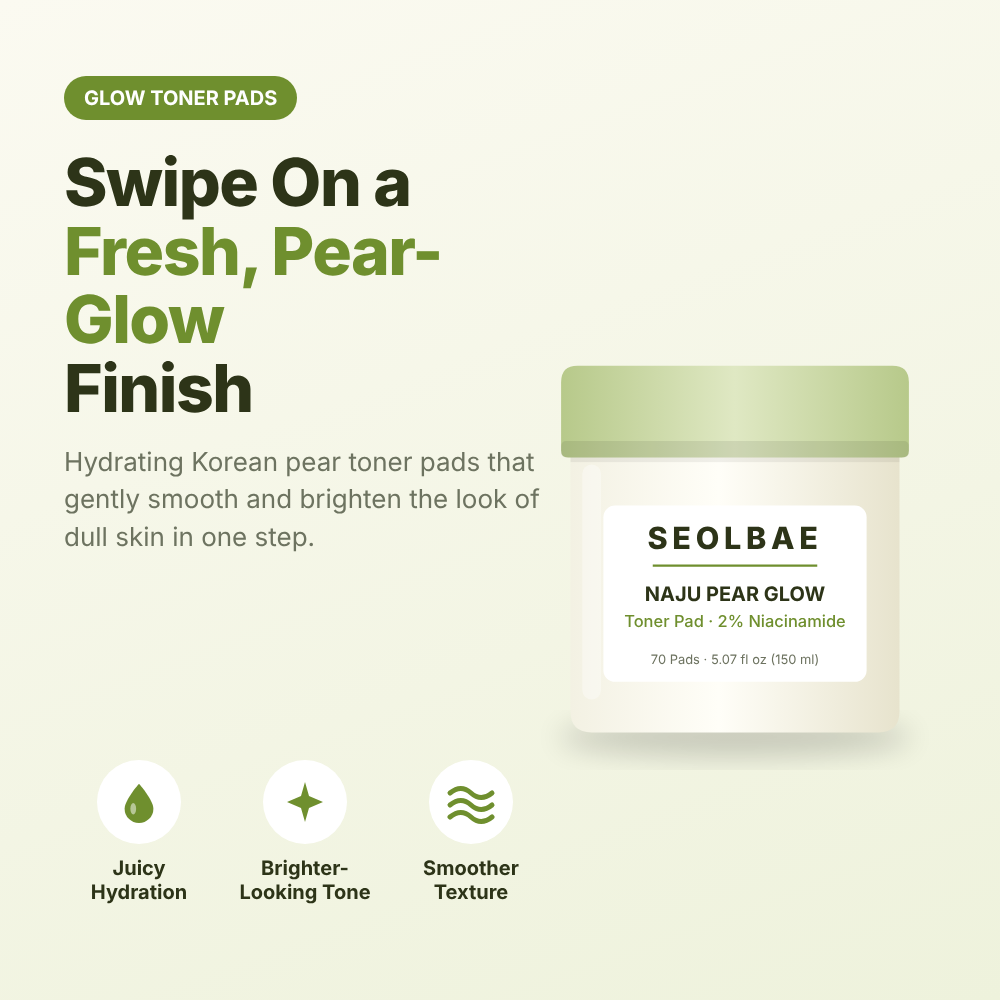 GLOW TONER PADS
Swipe On a
Fresh, Pear-
Glow
Finish
Hydrating Korean pear toner pads that
gently smooth and brighten the look of
dull skin in one step.
SEOLBAE
NAJU PEAR GLOW
Toner Pad · 2% Niacinamide
70 Pads · 5.07 fl oz (150 ml)
Juicy
Hydration
Brighter-
Looking Tone
Smoother
Texture